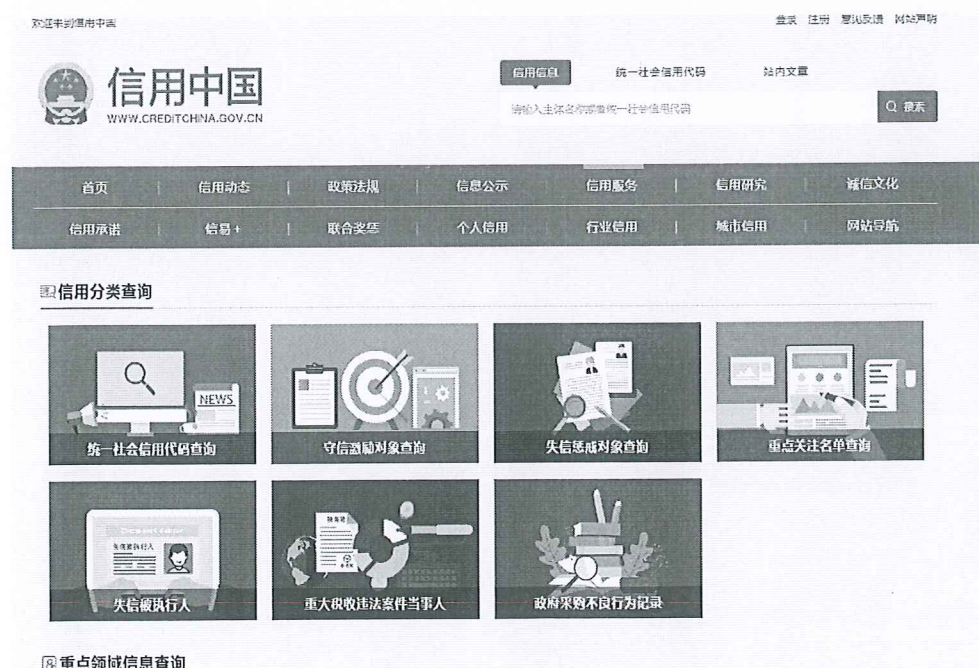 欢迎来到信用中国
登录 注册 意见反馈 网站声明
信用中国
WWW.CREDITCHINA.GOV.CN
信用信息 统一社会信用代码 站内文章
请输入主体名称或者统一社会信用代码
搜索
首页 信用动态 政策法规 信息公示 信用服务 信用研究 诚信文化
信用承诺 信易+ 联合奖惩 个人信用 行业信用 城市信用 网站导航
信用分类查询
NEWS
统一社会信用代码查询
守信激励对象查询
失信惩戒对象查询
重点关注名单查询
失信被执行人
失信被执行人
重大税收违法案件当事人
政府采购不良行为记录
重点领域信息查询